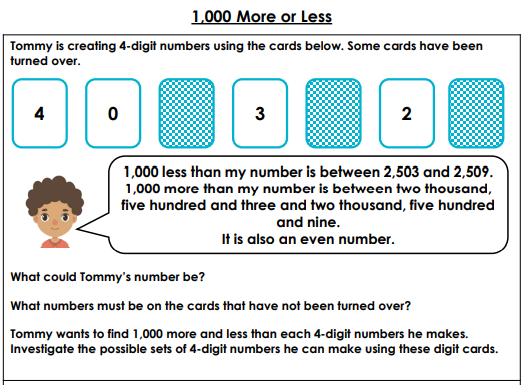 1,000 More or Less
Tommy is creating 4-digit numbers using the cards below. Some cards have been
turned over.
4 0 3 2
1,000 less than my number is between 2,503 and 2,509.
1,000 more than my number is between two thousand,
five hundred and three and two thousand, five hundred
and nine.
It is also an even number.
What could Tommy's number be?
What numbers must be on the cards that have not been turned over?
Tommy wants to find 1,000 more and less than each 4-digit numbers he makes.
Investigate the possible sets of 4-digit numbers he can make using these digit cards.